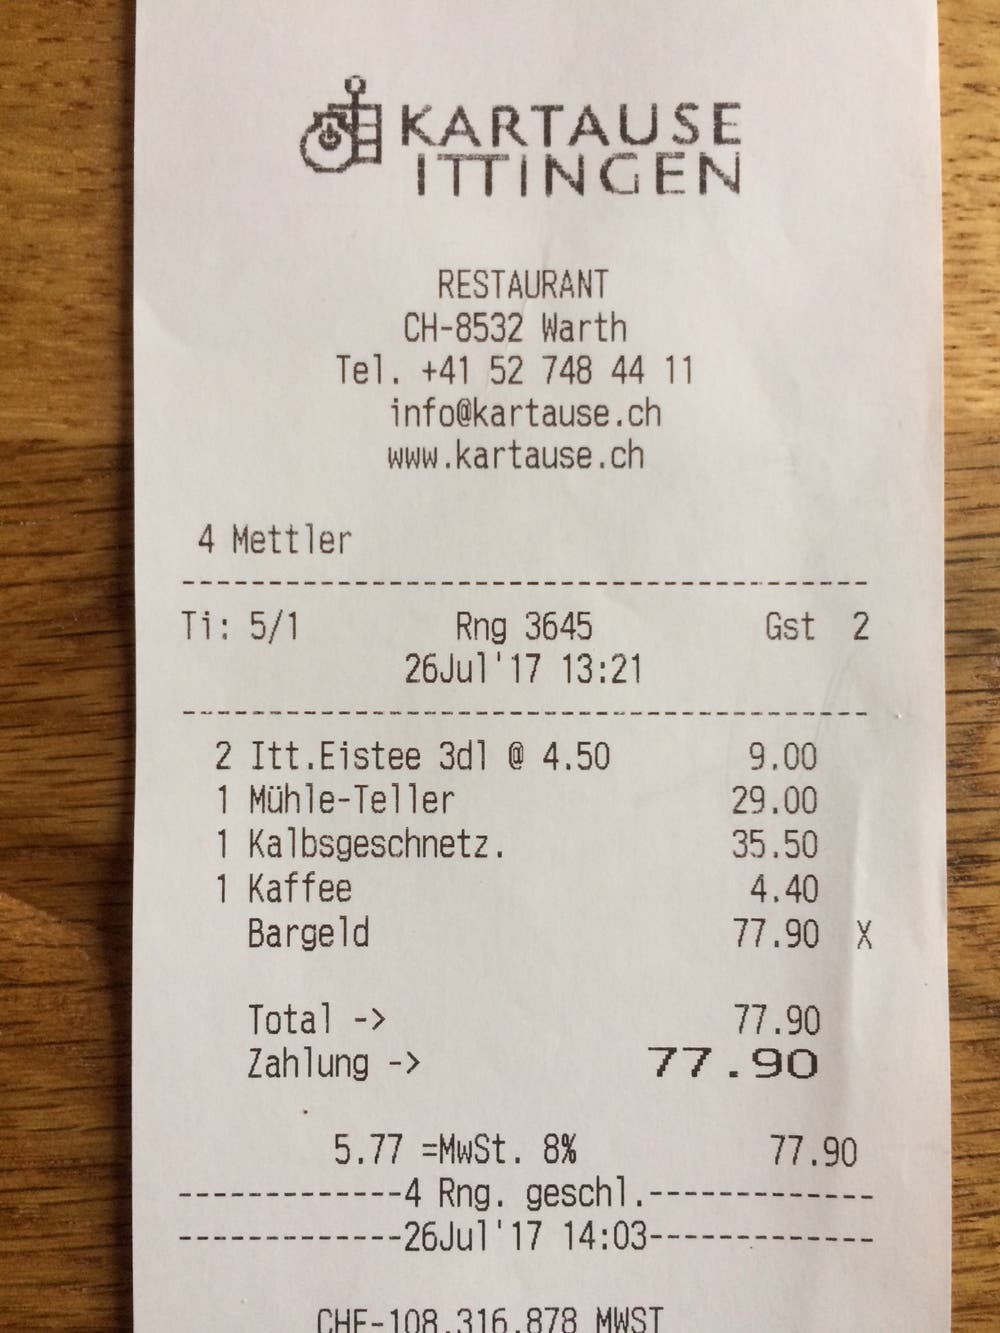 KARTAUSE
ITTINGEN
RESTAURANT
CH-8532 Warth
Tel. +41 52 748 44 11
info@kartause.ch
www.kartause.ch
4 Mettler
----------------------------------------
Ti: 5/1 Rng 3645 Gst 2
26Jul'17 13:21
----------------------------------------
2 Itt.Eistee 3dl @ 4.50 9.00
1 Mühle-Teller 29.00
1 Kalbsgeschnetz. 35.50
1 Kaffee 4.40
Bargeld 77.90 X
Total -> 77.90
Zahlung -> 77.90
5.77 =MwSt. 8% 77.90
-------------4 Rng. geschl.-------------
-------------26Jul'17 14:03-------------
CHE-108.316.878 MWST